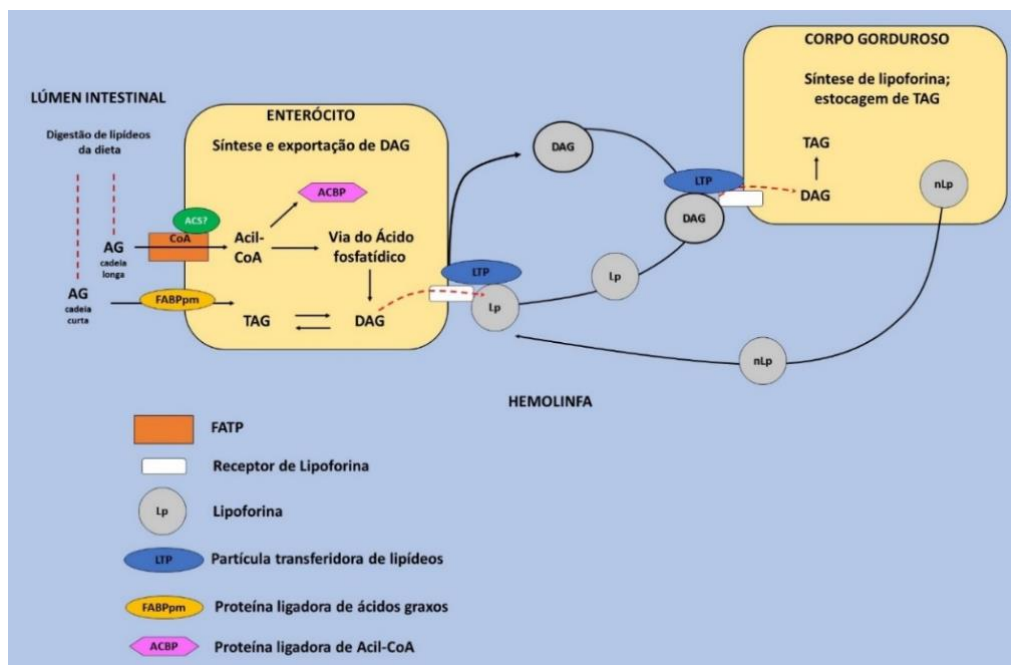 LÚMEN INTESTINAL
Digestão de lipídeos
da dieta
AG
cadeia
longa
AG
cadeia
curta
ENTERÓCITO
Síntese e exportação de DAG
ACBP
ACS?
CoA
Acil-
CoA
Via do Ácido
fosfatídico
FABPpm
TAG
DAG
LTP
Lp
DAG
Lp
LTP
DAG
CORPO GORDUROSO
Síntese de lipoforina;
estocagem de TAG
TAG
DAG
nLp
nLp
HEMOLINFA
FATP
Receptor de Lipoforina
Lp
Lipoforina
LTP
Partícula transferidora de lipídeos
FABPpm
Proteína ligadora de ácidos graxos
ACBP
Proteína ligadora de Acil-CoA